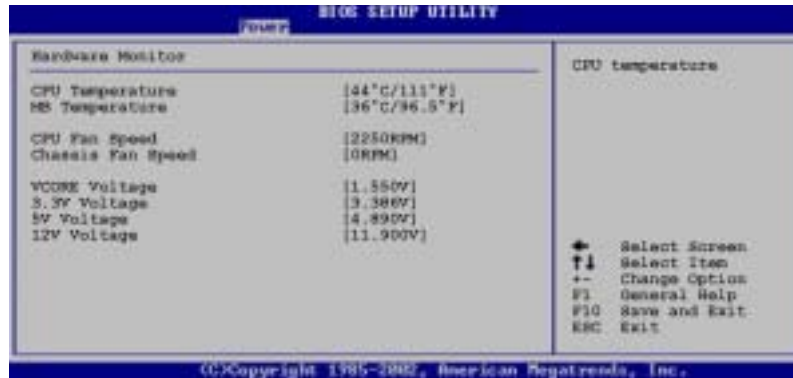 BIOS SETUP UTILITY
Power
Hardware Monitor
CPU Temperature [44°C/111°F]
MB Temperature [36°C/96.5°F]
CPU Fan Speed [2250RPM]
Chassis Fan Speed [0RPM]
VCORE Voltage [1.550V]
3.3V Voltage [3.386V]
5V Voltage [4.890V]
12V Voltage [11.900V]
CPU temperature
← Select Screen
↑↓ Select Item
+- Change Option
F1 General Help
F10 Save and Exit
ESC Exit
(C)Copyright 1985-2002, American Megatrends, Inc.